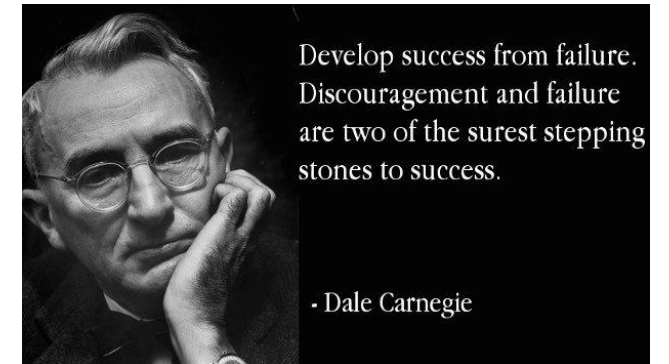 Develop success from failure.
Discouragement and failure
are two of the surest stepping
stones to success.
- Dale Carnegie